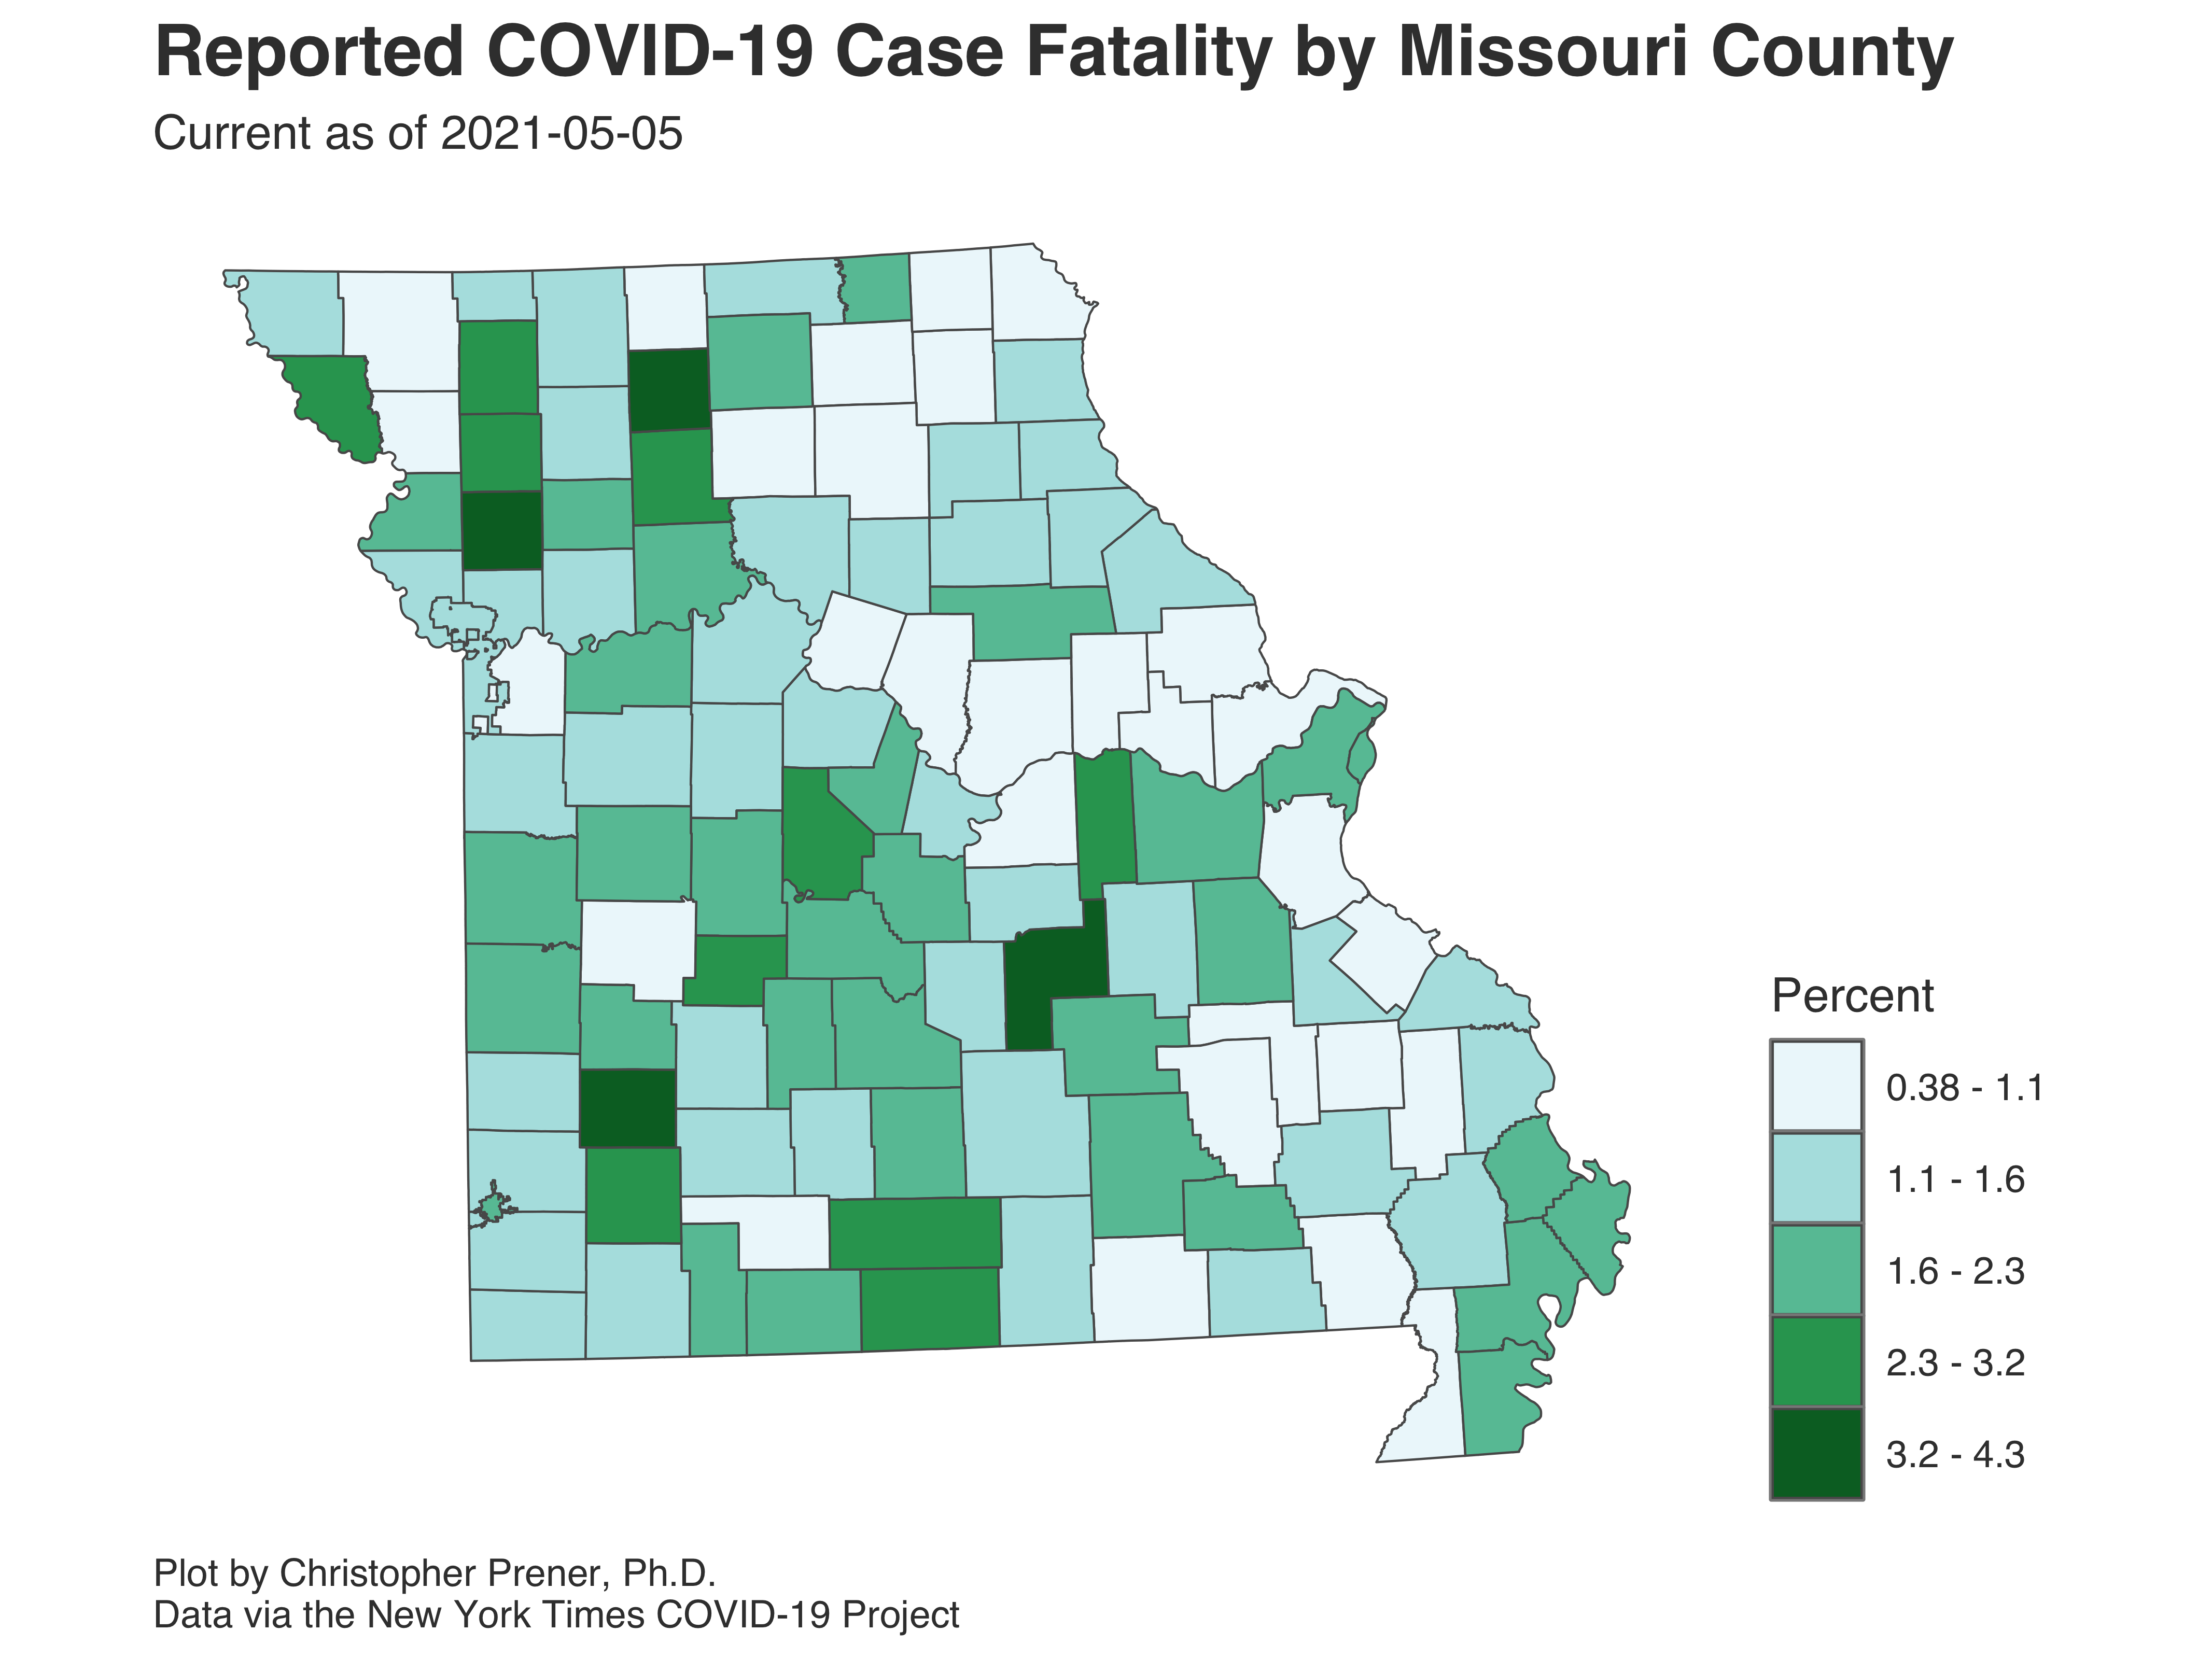 Reported COVID-19 Case Fatality by Missouri County
Current as of 2021-05-05
Percent
0.38 - 1.1
1.1 - 1.6
1.6 - 2.3
2.3 - 3.2
3.2 - 4.3
Plot by Christopher Prener, Ph.D.
Data via the New York Times COVID-19 Project